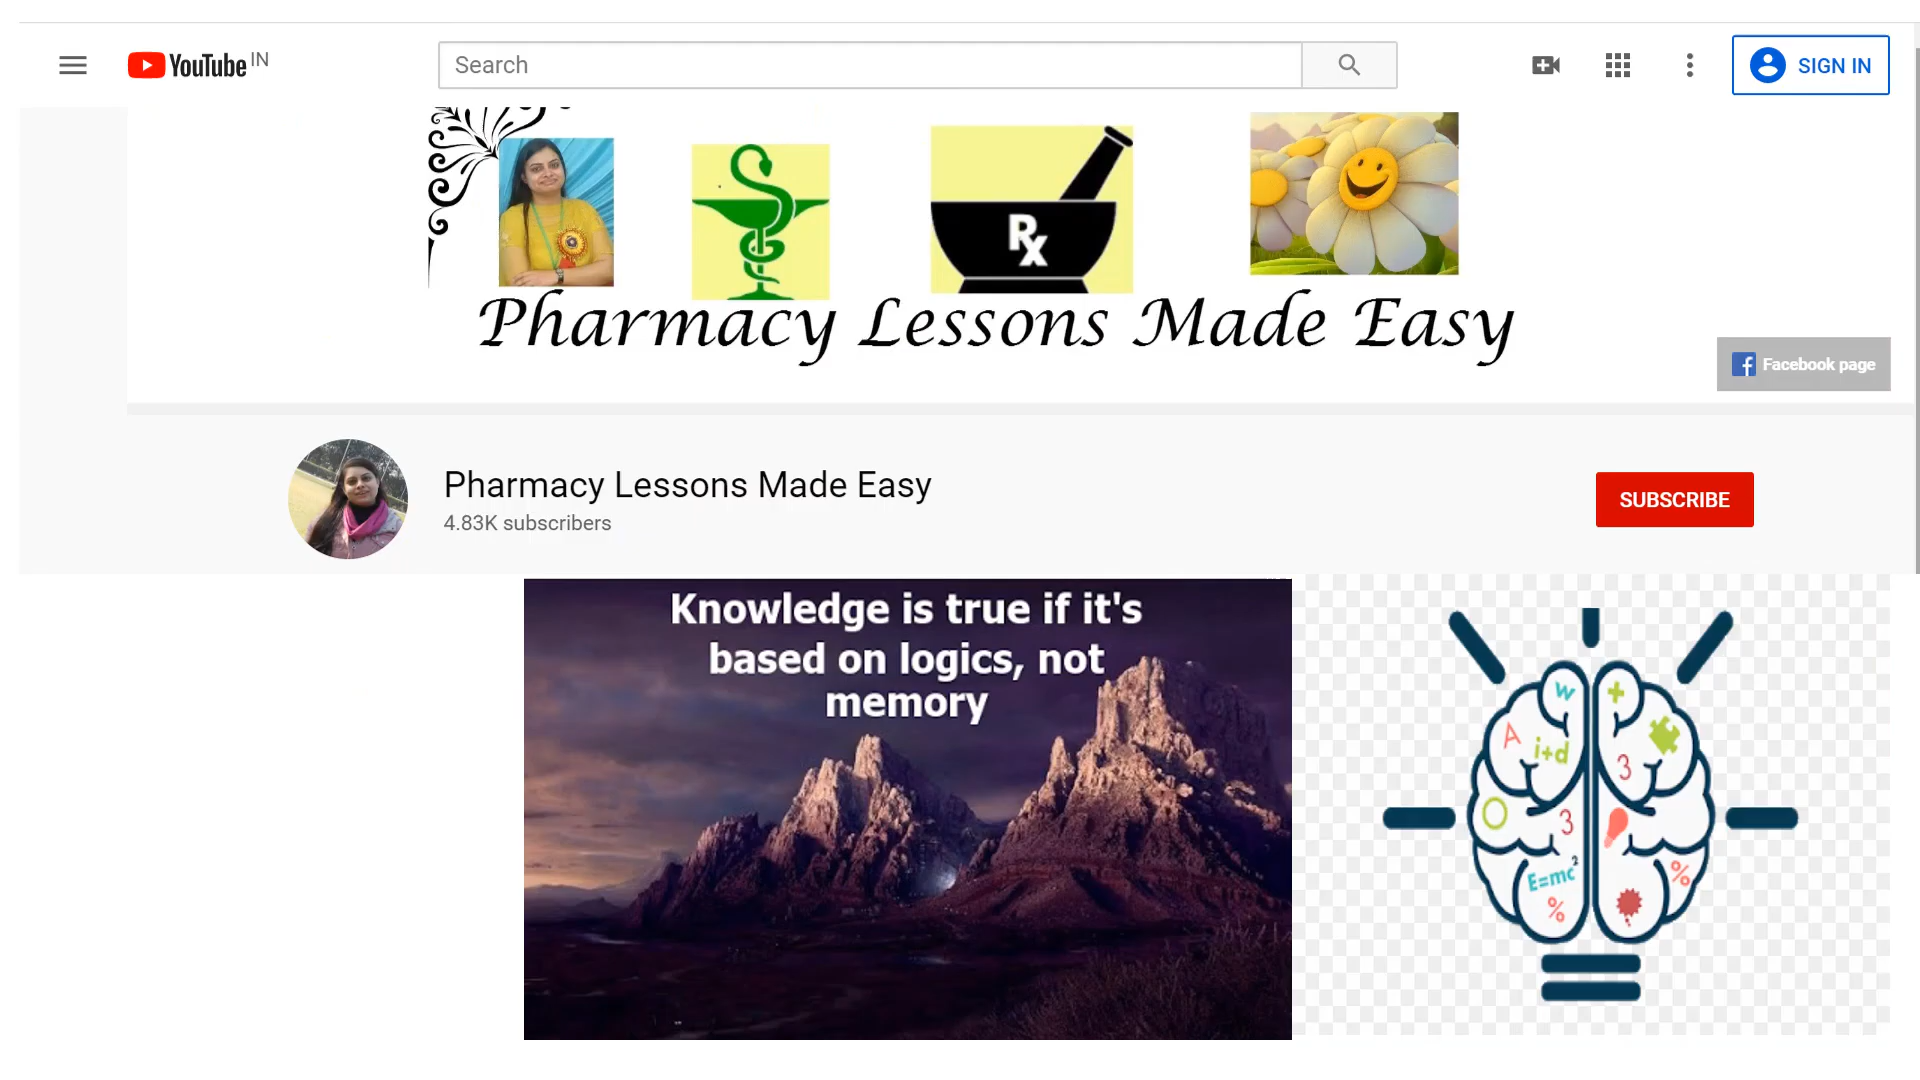 YouTube IN
Search
SIGN IN
Rx
Pharmacy Lessons Made Easy
Facebook page
Pharmacy Lessons Made Easy
4.83K subscribers
SUBSCRIBE
Knowledge is true if it's
based on logics, not
memory
w +
A i+d 3
O 3
E=mc² %
%